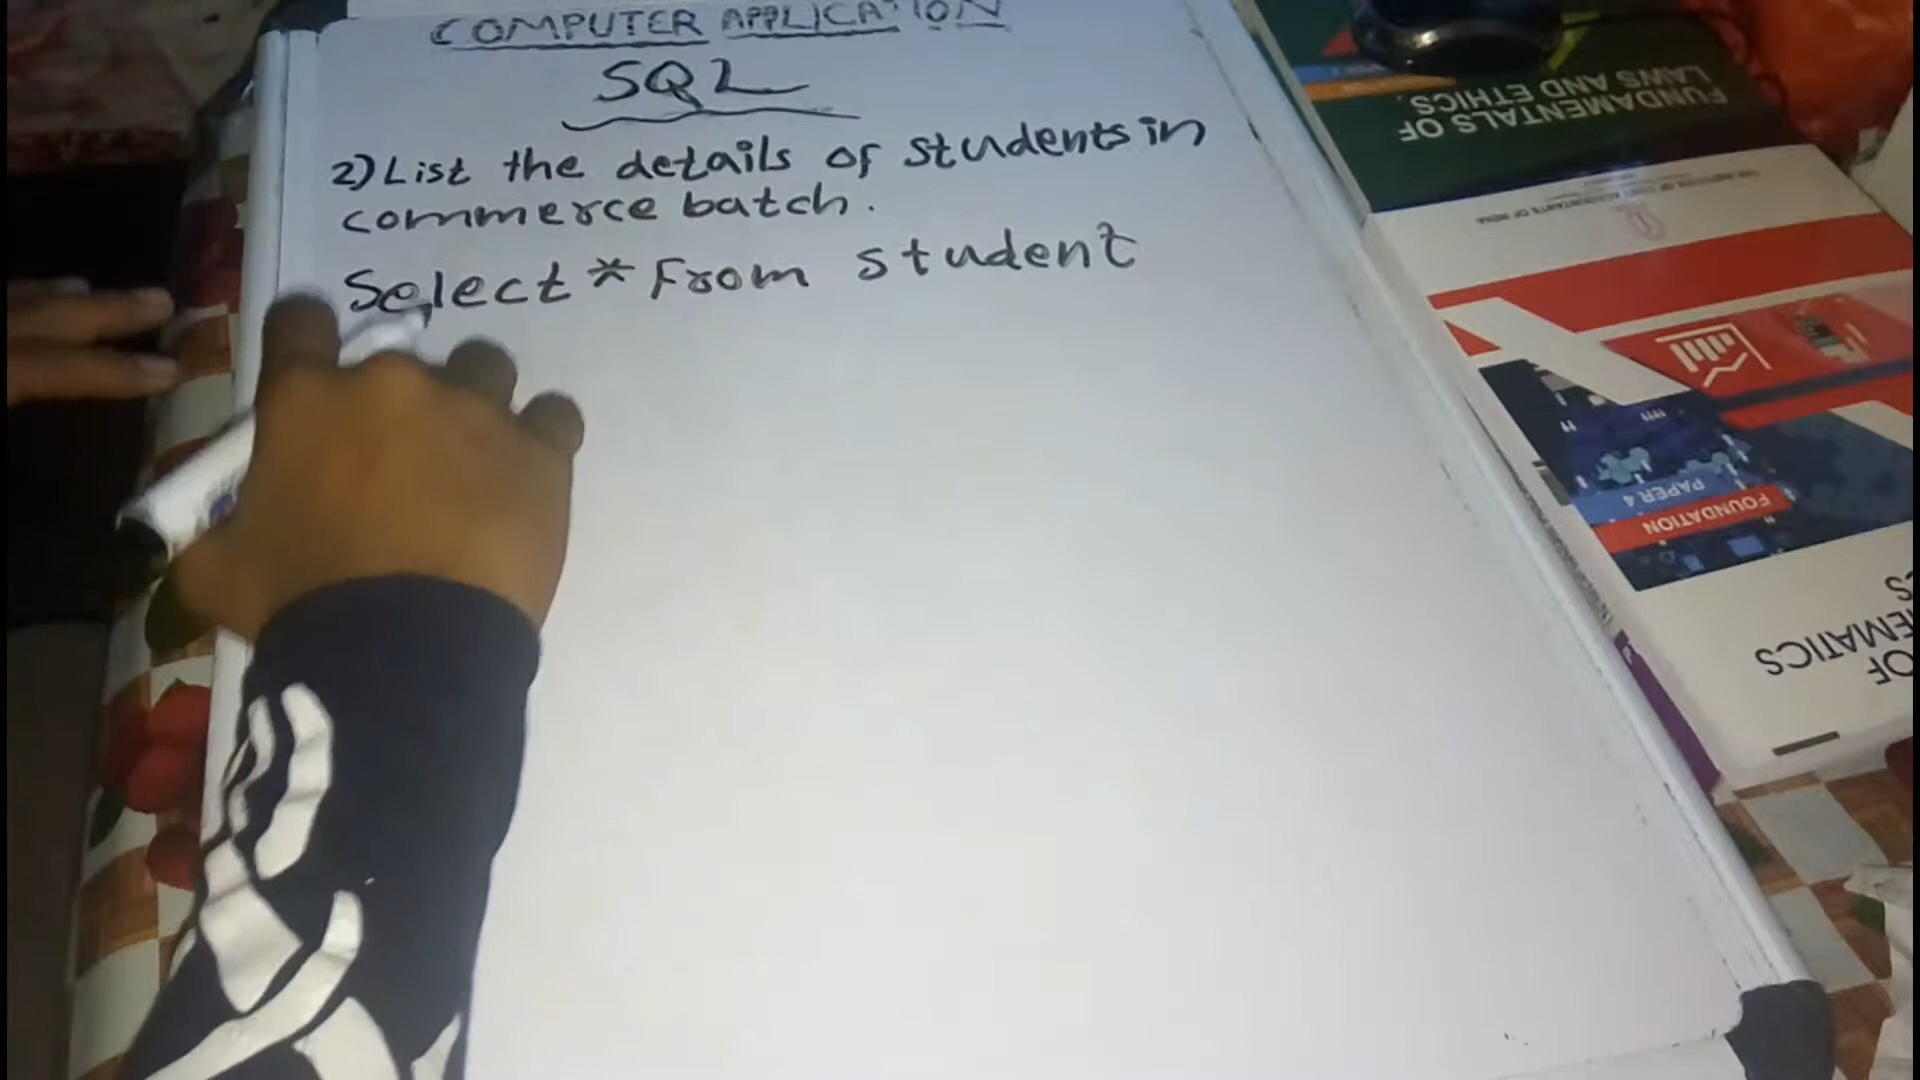 COMPUTER APPLICATION
SQL
2) List the details of students in
commerce batch.
Select * From student
FUNDAMENTALS OF
LAWS AND ETHICS.
PAPER 4
FOUNDATION
OF